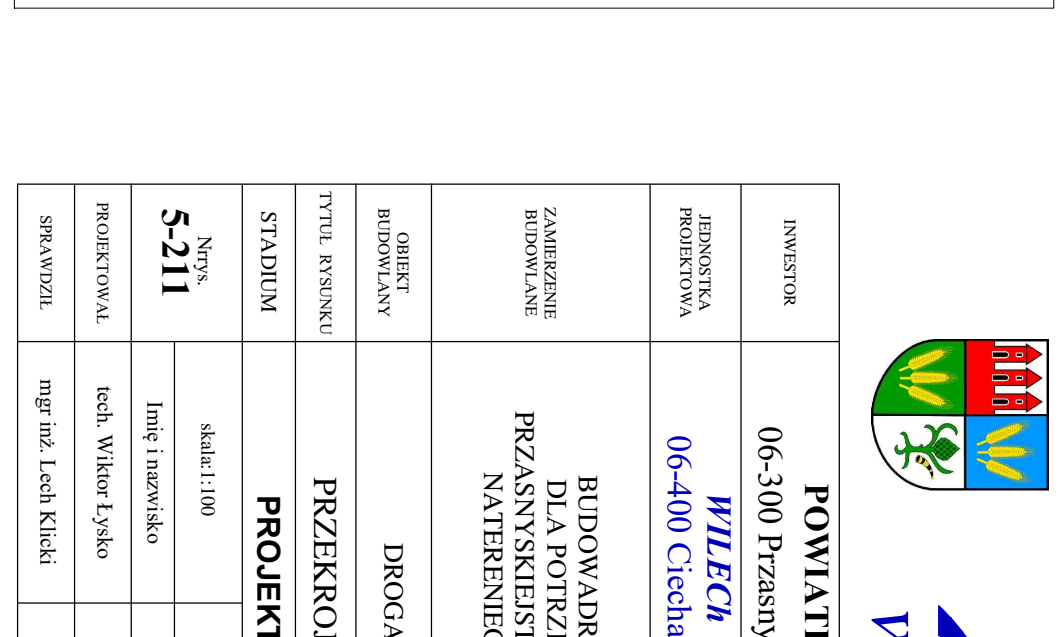 INWESTOR
POWIAT
06-300 Przasny
JEDNOSTKA
PROJEKTOWA
WILECh
06-400 Ciecha
ZAMIERZENIE
BUDOWLANE
BUDOWADR
DLA POTRZ
PRZASNYSKIEJST
NATERENIEC
OBIEKT
BUDOWLANY
DROGA
TYTUŁ RYSUNKU
PRZEKROJ
STADIUM
PROJEKT
Nrrys.
5-211
skala:1:100
Imię i nazwisko
PROJEKTOWAŁ
tech. Wiktor Łysko
SPRAWDZIŁ
mgr inż. Lech Klicki